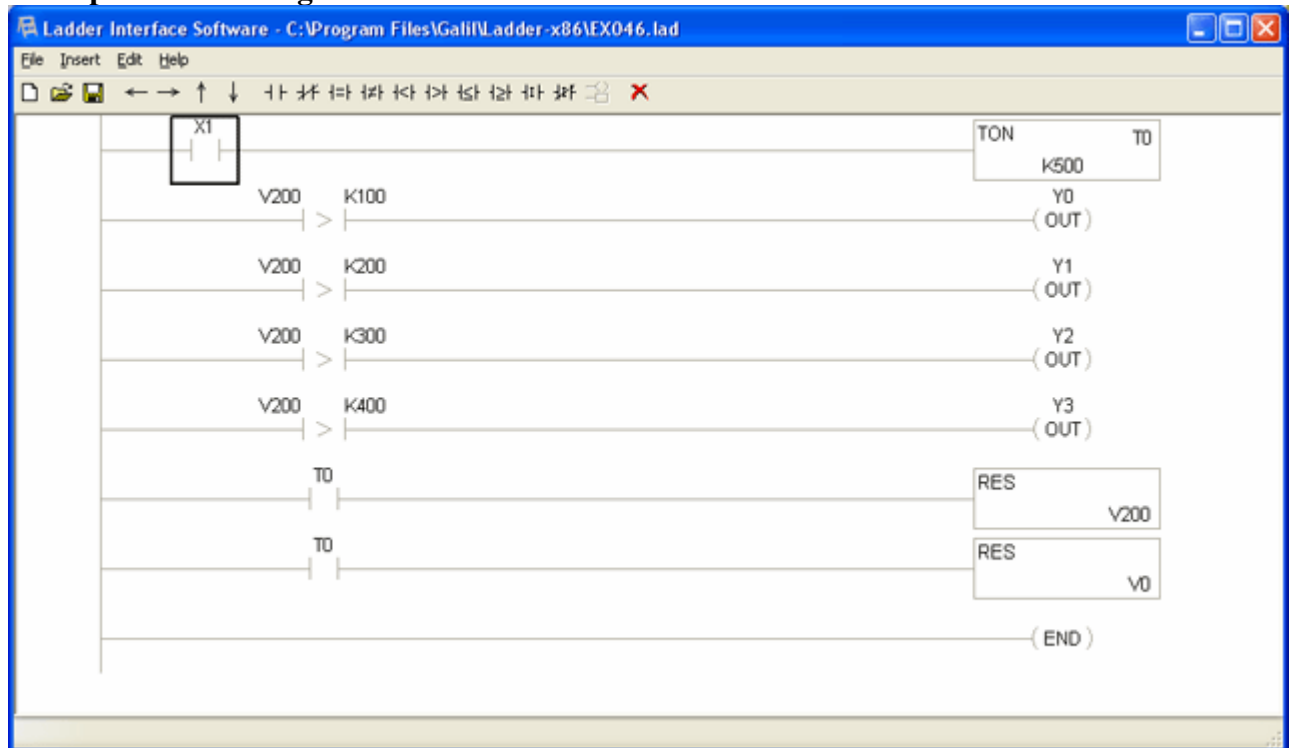 Ladder Interface Software - C:\Program Files\Galil\Ladder-x86\EX046.lad
File Insert Edit Help
X1
TON T0
K500
V200 K100 Y0
> ( OUT )
V200 K200 Y1
> ( OUT )
V200 K300 Y2
> ( OUT )
V200 K400 Y3
> ( OUT )
T0
RES
V200
T0
RES
V0
( END )